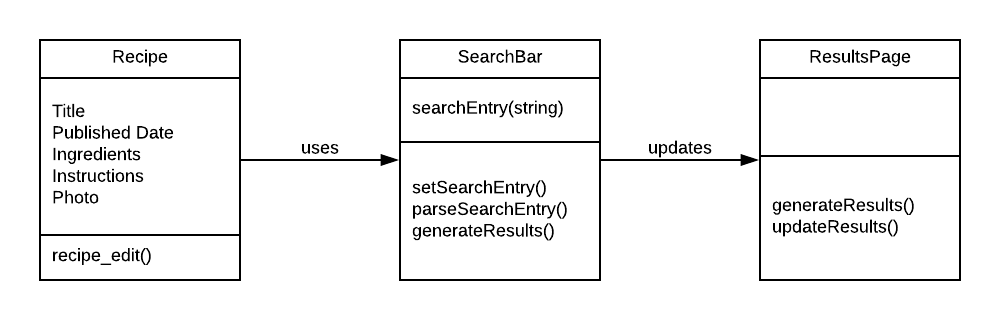 Recipe
Title
Published Date
Ingredients
Instructions
Photo
recipe_edit()
uses
SearchBar
searchEntry(string)
setSearchEntry()
parseSearchEntry()
generateResults()
updates
ResultsPage
generateResults()
updateResults()